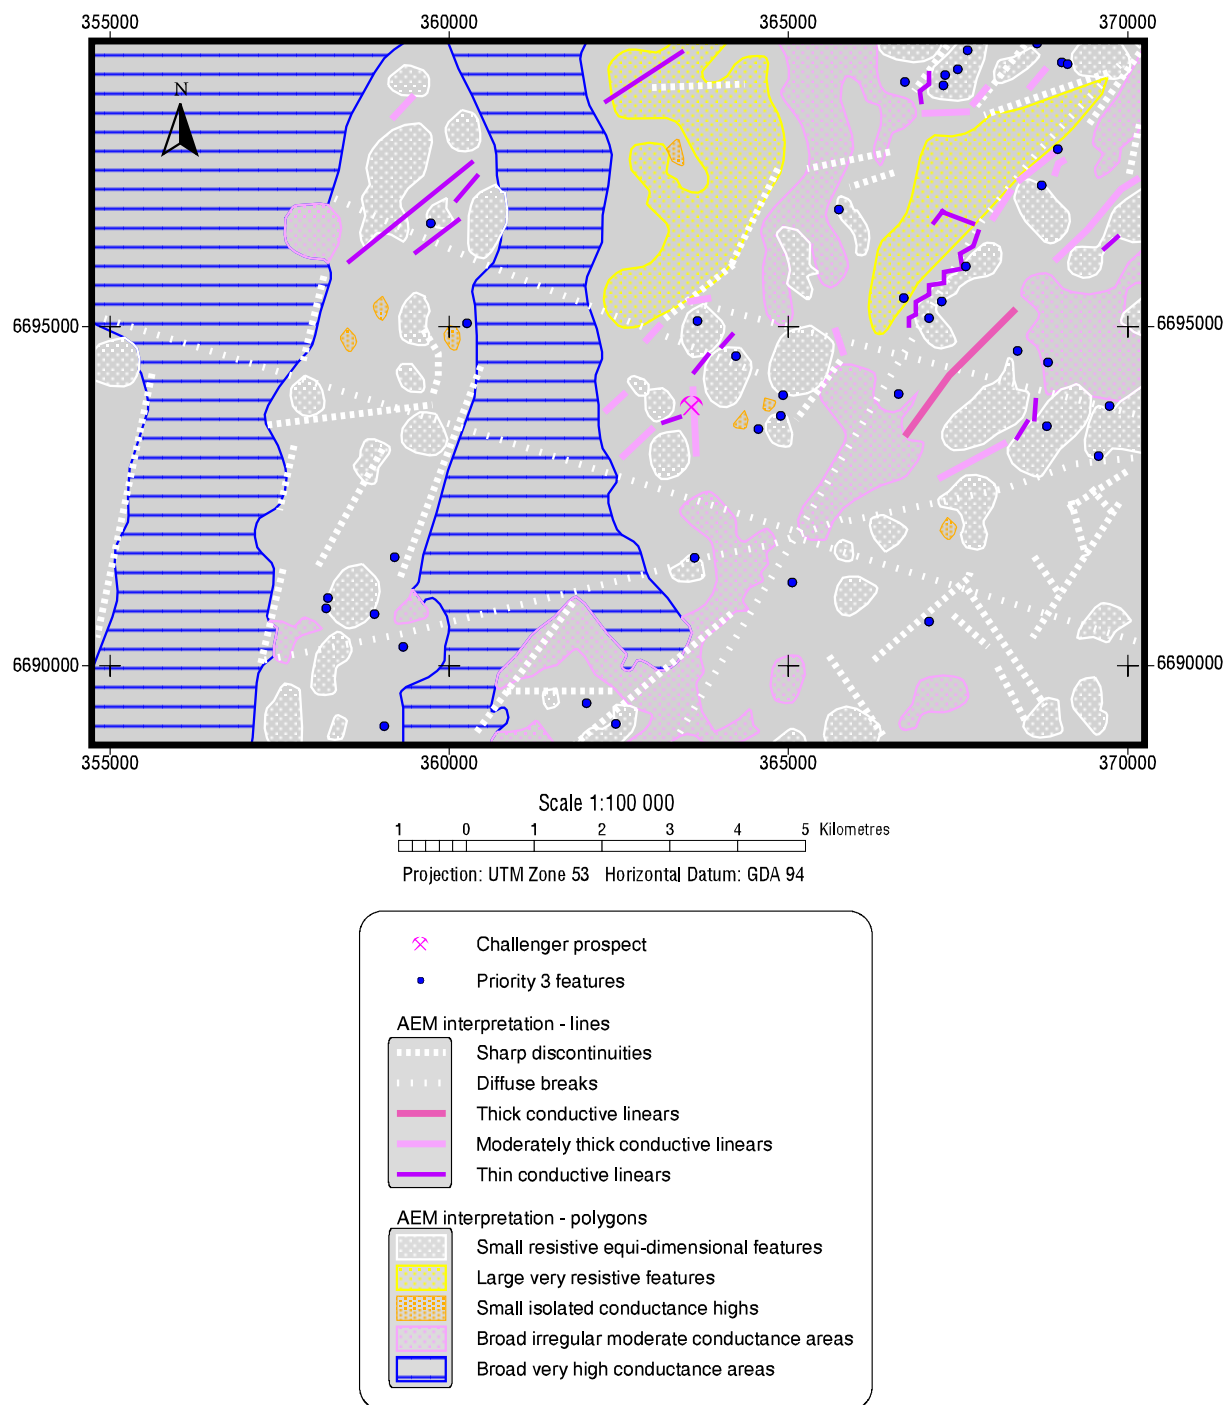 355000 360000 365000 370000
N
6695000 6695000
6690000 6690000
355000 360000 365000 370000
Scale 1:100 000
1 0 1 2 3 4 5 Kilometres
Projection: UTM Zone 53 Horizontal Datum: GDA 94
Challenger prospect
Priority 3 features
AEM interpretation - lines
Sharp discontinuities
Diffuse breaks
Thick conductive linears
Moderately thick conductive linears
Thin conductive linears
AEM interpretation - polygons
Small resistive equi-dimensional features
Large very resistive features
Small isolated conductance highs
Broad irregular moderate conductance areas
Broad very high conductance areas